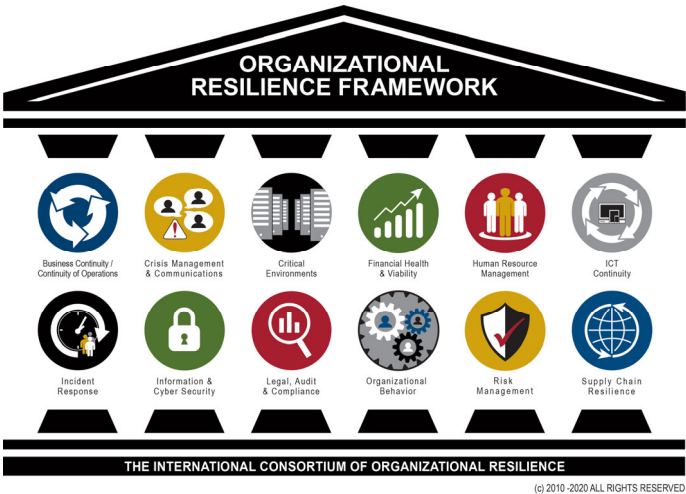 ORGANIZATIONAL
RESILIENCE FRAMEWORK
Business Continuity /
Continuity of Operations
Crisis Management
& Communications
Critical
Environments
Financial Health
& Viability
Human Resource
Management
ICT
Continuity
Incident
Response
Information &
Cyber Security
Legal, Audit
& Compliance
Organizational
Behavior
Risk
Management
Supply Chain
Resilience
THE INTERNATIONAL CONSORTIUM OF ORGANIZATIONAL RESILIENCE
(c) 2010 -2020 ALL RIGHTS RESERVED